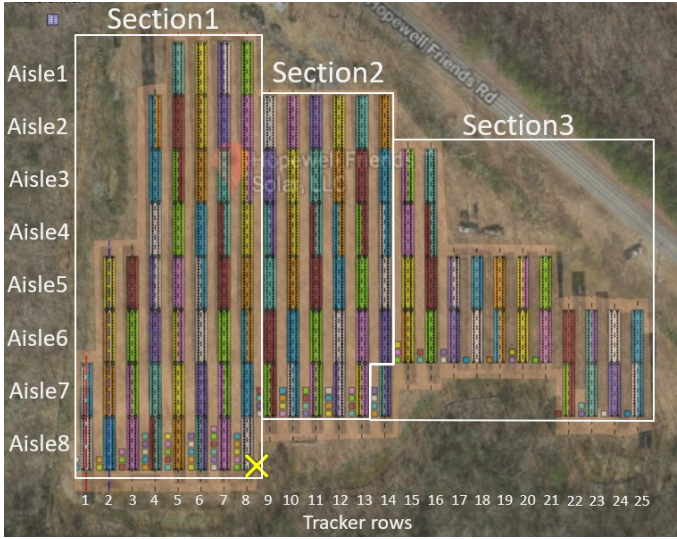 Section1
Section2
Section3
Hopewell Friends Rd
Aisle1
Aisle2
Aisle3
Aisle4
Aisle5
Aisle6
Aisle7
Aisle8
Hopewell Friends
Solar, LLC
1 2 3 4 5 6 7 8 9 10 11 12 13 14 15 16 17 18 19 20 21 22 23 24 25
Tracker rows